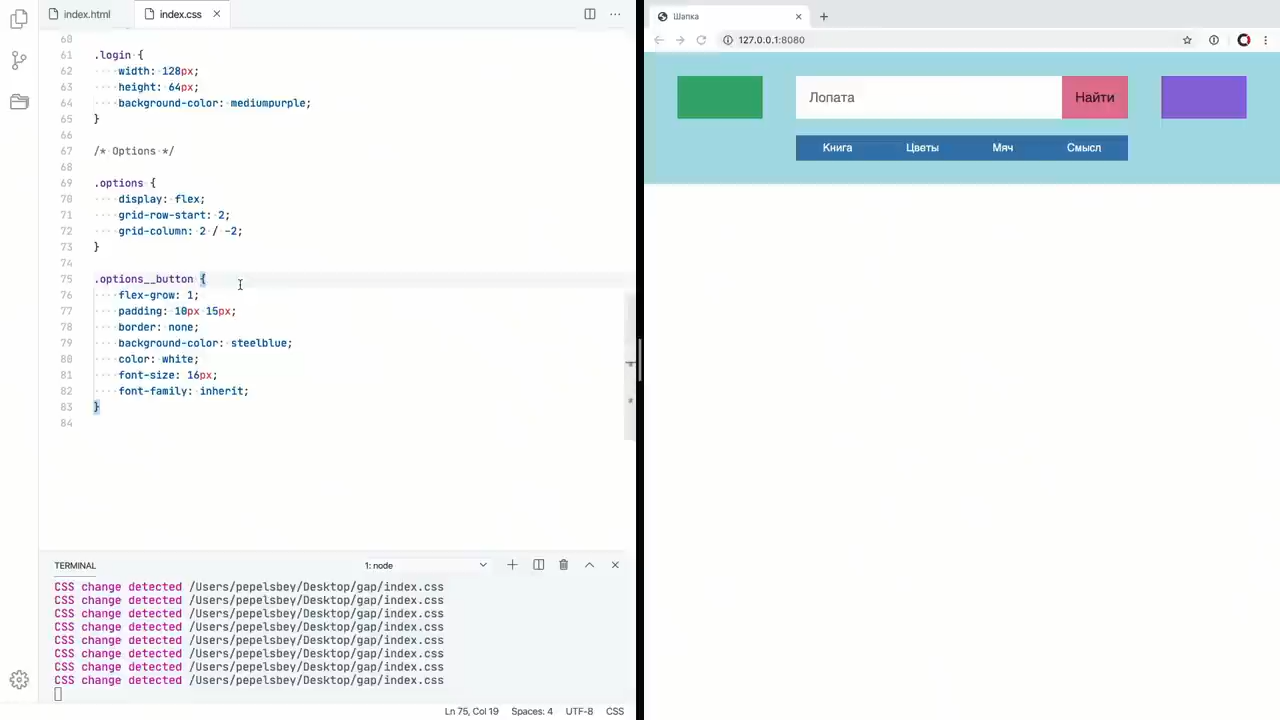 index.html
index.css
60
61 .login {
62 ····width: 128px;
63 ····height: 64px;
64 ····background-color: mediumpurple;
65 }
66
67 /* Options */
68
69 .options {
70 ····display: flex;
71 ····grid-row-start: 2;
72 ····grid-column: 2 / -2;
73 }
74
75 .options__button {
76 ····flex-grow: 1;
77 ····padding: 10px 15px;
78 ····border: none;
79 ····background-color: steelblue;
80 ····color: white;
81 ····font-size: 16px;
82 ····font-family: inherit;
83 }
84
TERMINAL 1: node
CSS change detected /Users/pepelsbey/Desktop/gap/index.css
CSS change detected /Users/pepelsbey/Desktop/gap/index.css
CSS change detected /Users/pepelsbey/Desktop/gap/index.css
CSS change detected /Users/pepelsbey/Desktop/gap/index.css
CSS change detected /Users/pepelsbey/Desktop/gap/index.css
CSS change detected /Users/pepelsbey/Desktop/gap/index.css
CSS change detected /Users/pepelsbey/Desktop/gap/index.css
CSS change detected /Users/pepelsbey/Desktop/gap/index.css
Ln 75, Col 19 Spaces: 4 UTF-8 CSS
Шапка
127.0.0.1:8080
Лопата Найти
Книга Цветы Мяч Смысл